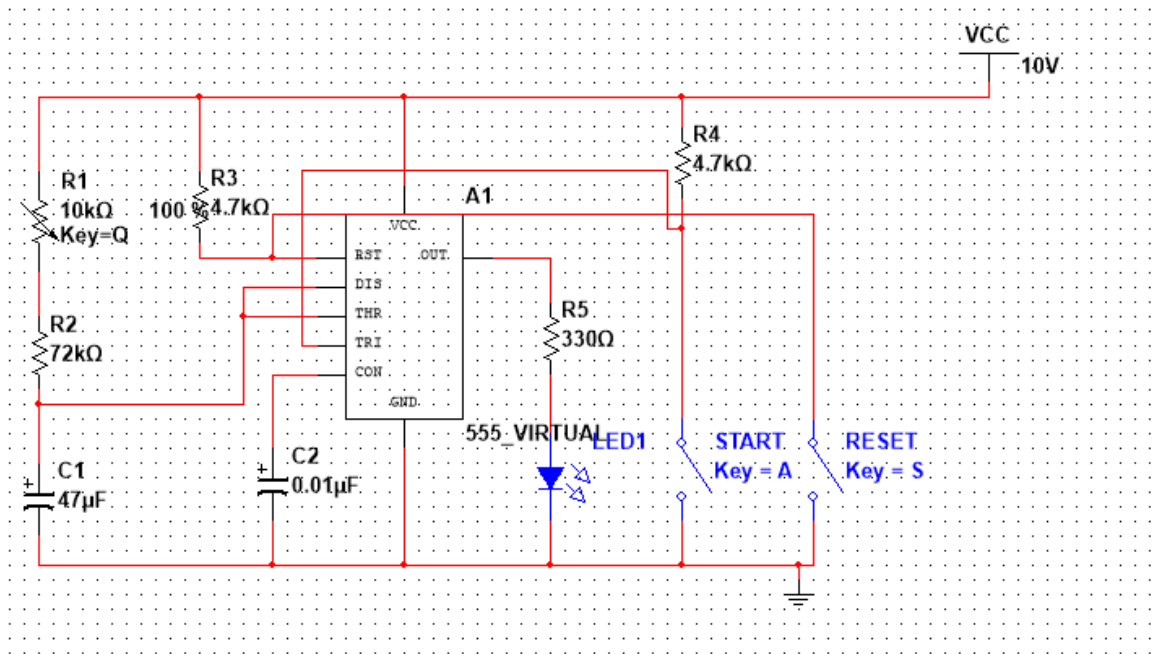 VCC
10V
R4
4.7kΩ
R1
10kΩ
Key=Q
100 %
R3
4.7kΩ
A1
VCC
RST
OUT
DIS
THR
TRI
CON
GND
555_VIRTUAL
R2
72kΩ
R5
330Ω
LED1
START
Key = A
RESET
Key = S
C1
47µF
C2
0.01µF
+
+